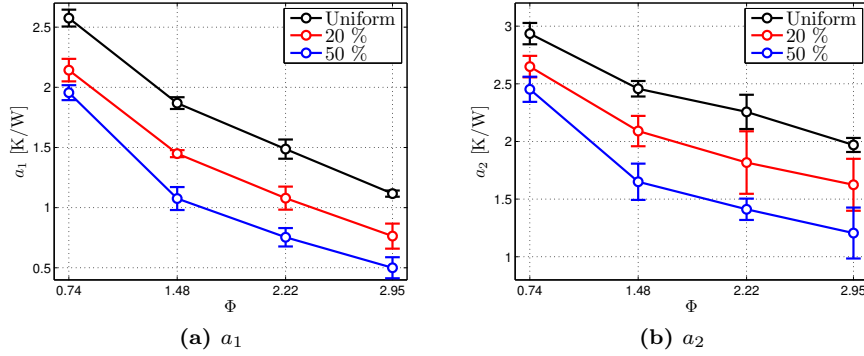 Uniform
20 %
50 %
2.5
2
1.5
1
0.5
a₁ [K/W]
0.74
1.48
2.22
2.95
Φ
(a) a₁
Uniform
20 %
50 %
3
2.5
2
1.5
1
a₂ [K/W]
0.74
1.48
2.22
2.95
Φ
(b) a₂